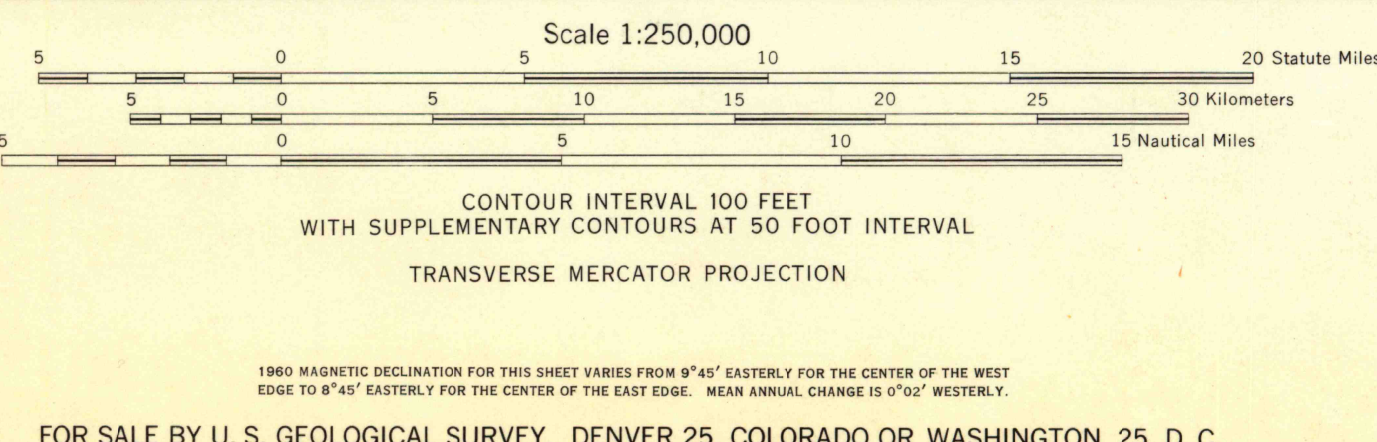 Scale 1:250,000
5 0 5 10 15 20 Statute Miles
5 0 5 10 15 20 25 30 Kilometers
5 0 5 10 15 Nautical Miles
CONTOUR INTERVAL 100 FEET
WITH SUPPLEMENTARY CONTOURS AT 50 FOOT INTERVAL
TRANSVERSE MERCATOR PROJECTION
1960 MAGNETIC DECLINATION FOR THIS SHEET VARIES FROM 9°45′ EASTERLY FOR THE CENTER OF THE WEST
EDGE TO 8°45′ EASTERLY FOR THE CENTER OF THE EAST EDGE. MEAN ANNUAL CHANGE IS 0°02′ WESTERLY.
FOR SALE BY U. S. GEOLOGICAL SURVEY, DENVER 25, COLORADO OR WASHINGTON 25, D. C.